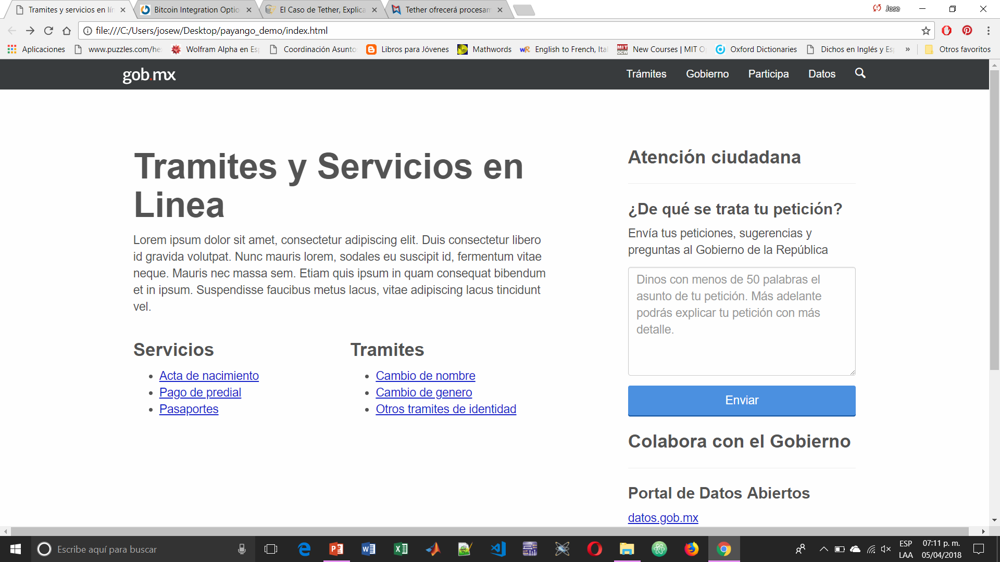 Tramites y servicios en lín
Bitcoin Integration Optio
El Caso de Tether, Explica
Tether ofrecerá procesam
Jose
file:///C:/Users/josew/Desktop/payango_demo/index.html
Aplicaciones
www.puzzles.com/he
Wolfram Alpha en Es
Coordinación Asunto
Libros para Jóvenes
Mathwords
English to French, Ital
New Courses | MIT O
Oxford Dictionaries
Dichos en Inglés y Es
»
Otros favoritos
gob.mx
Trámites
Gobierno
Participa
Datos
Tramites y Servicios en
Linea
Lorem ipsum dolor sit amet, consectetur adipiscing elit. Duis consectetur libero
id gravida volutpat. Nunc mauris lorem, sodales eu suscipit id, fermentum vitae
neque. Mauris nec massa sem. Etiam quis ipsum in quam consequat bibendum
et in ipsum. Suspendisse faucibus metus lacus, vitae adipiscing lacus tincidunt
vel.
Servicios
Acta de nacimiento
Pago de predial
Pasaportes
Tramites
Cambio de nombre
Cambio de genero
Otros tramites de identidad
Atención ciudadana
¿De qué se trata tu petición?
Envía tus peticiones, sugerencias y
preguntas al Gobierno de la República
Dinos con menos de 50 palabras el
asunto de tu petición. Más adelante
podrás explicar tu petición con más
detalle.
Enviar
Colabora con el Gobierno
Portal de Datos Abiertos
datos.gob.mx
Escribe aquí para buscar
ESP
LAA
07:11 p. m.
05/04/2018